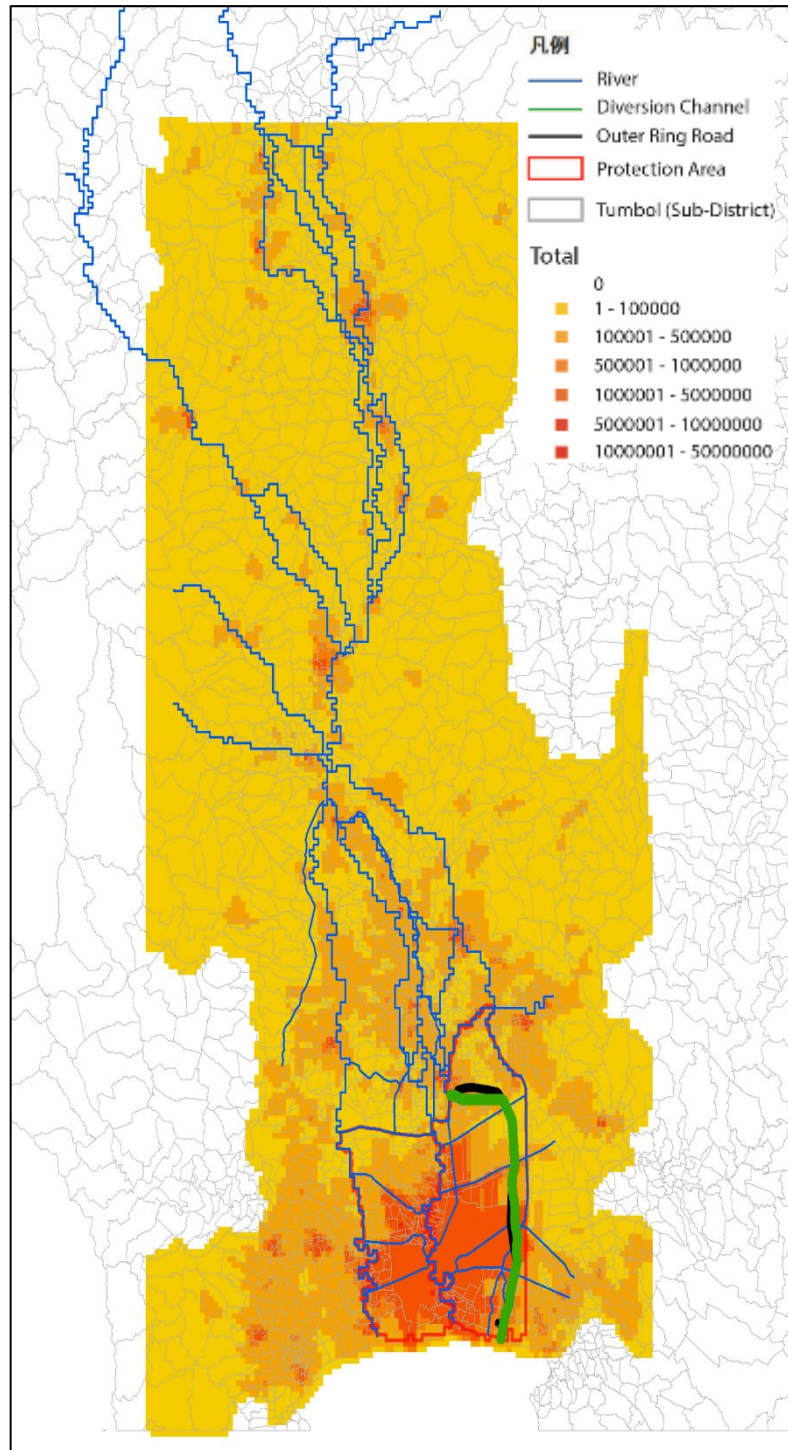 凡例
River
Diversion Channel
Outer Ring Road
Protection Area
Tumbol (Sub-District)
Total
0
1 - 100000
100001 - 500000
500001 - 1000000
1000001 - 5000000
5000001 - 10000000
10000001 - 50000000